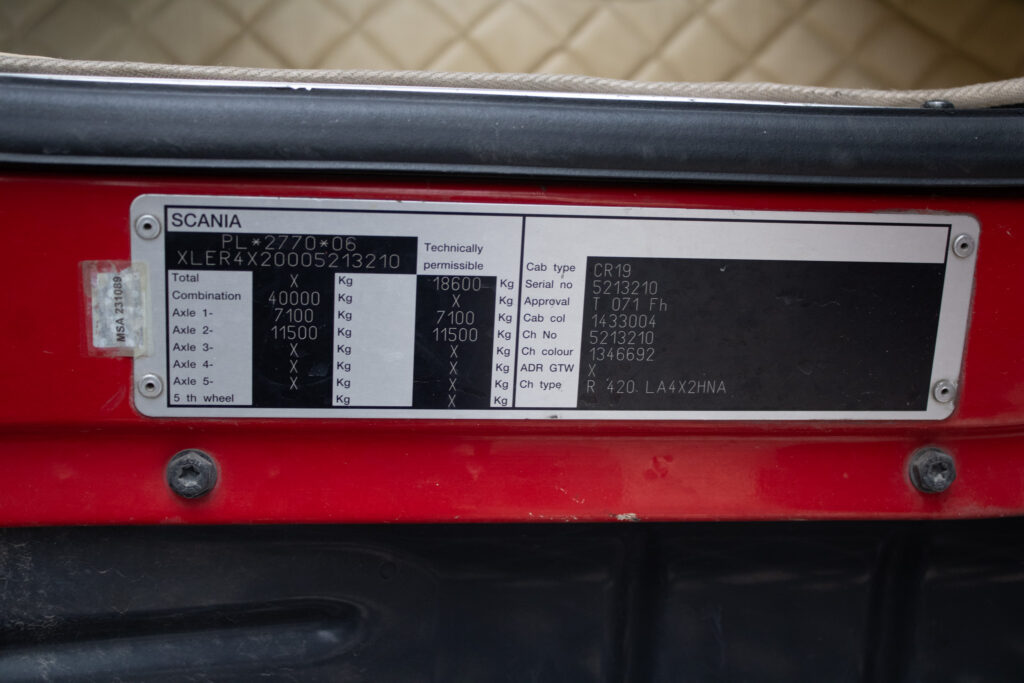 SCANIA
PL*2770*06
XLER4X20005213210
Technically
permissible
Total X Kg 18600 Kg
Combination 40000 Kg X Kg
Axle 1- 7100 Kg 7100 Kg
Axle 2- 11500 Kg 11500 Kg
Axle 3- X Kg X Kg
Axle 4- X Kg X Kg
Axle 5- X Kg X Kg
5 th wheel Kg X Kg
Cab type CR19
Serial no 5213210
Approval T 071 Fh
Cab col 1433004
Ch No 5213210
Ch colour 1346692
ADR GTW X
Ch type R 420 LA4X2HNA
MSA 231089